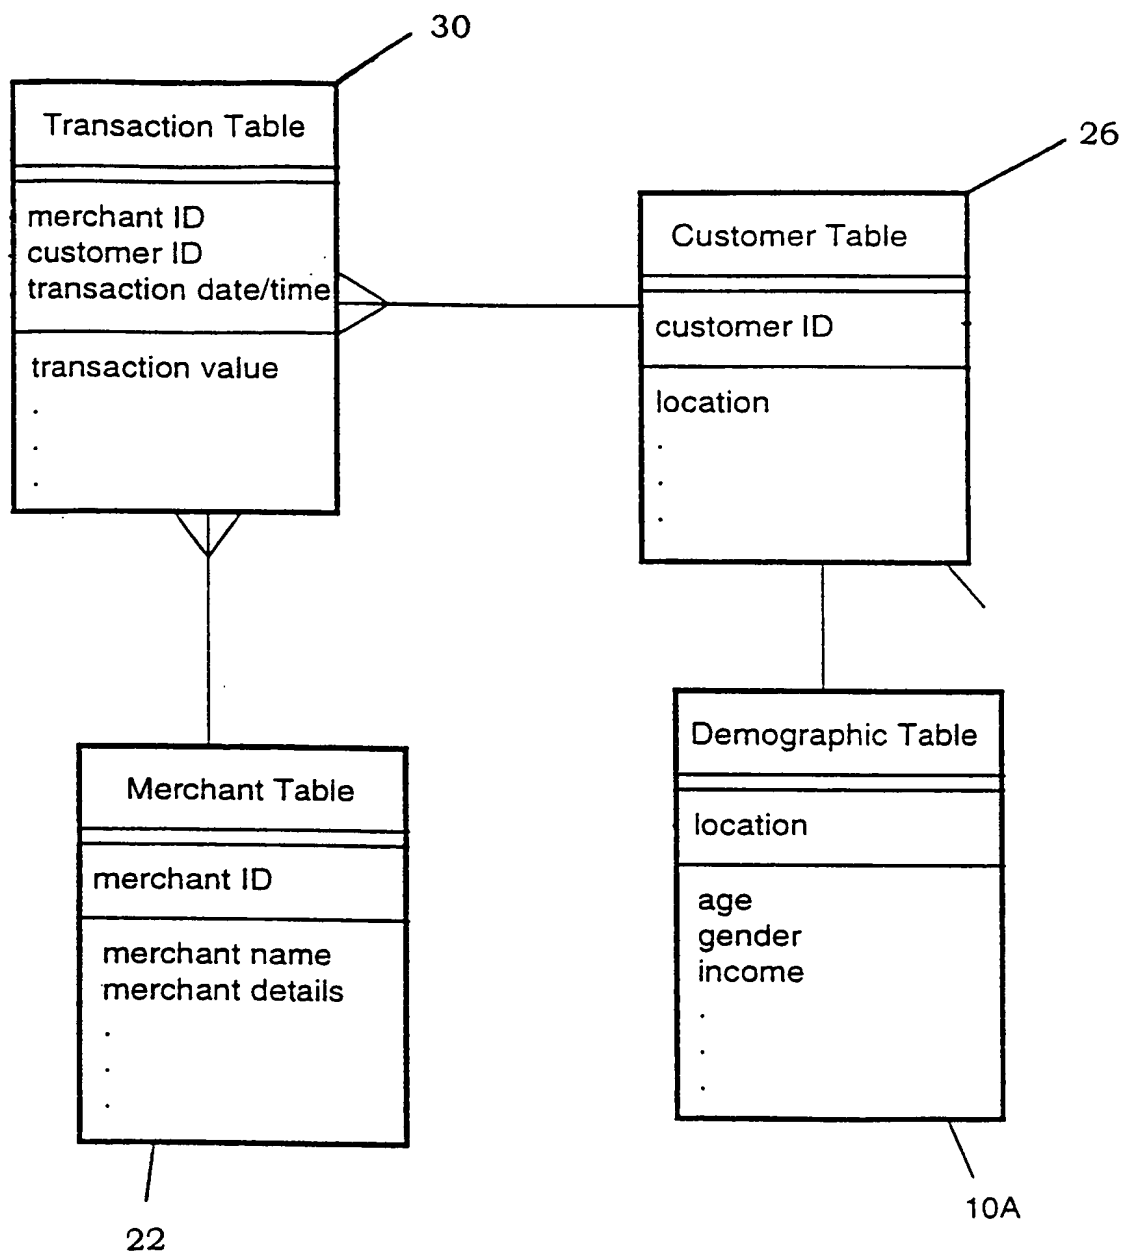 30
Transaction Table
merchant ID
customer ID
transaction date/time
transaction value
.
.
.
26
Customer Table
customer ID
location
.
.
.
Merchant Table
merchant ID
merchant name
merchant details
.
.
.
22
Demographic Table
location
age
gender
income
.
.
.
10A